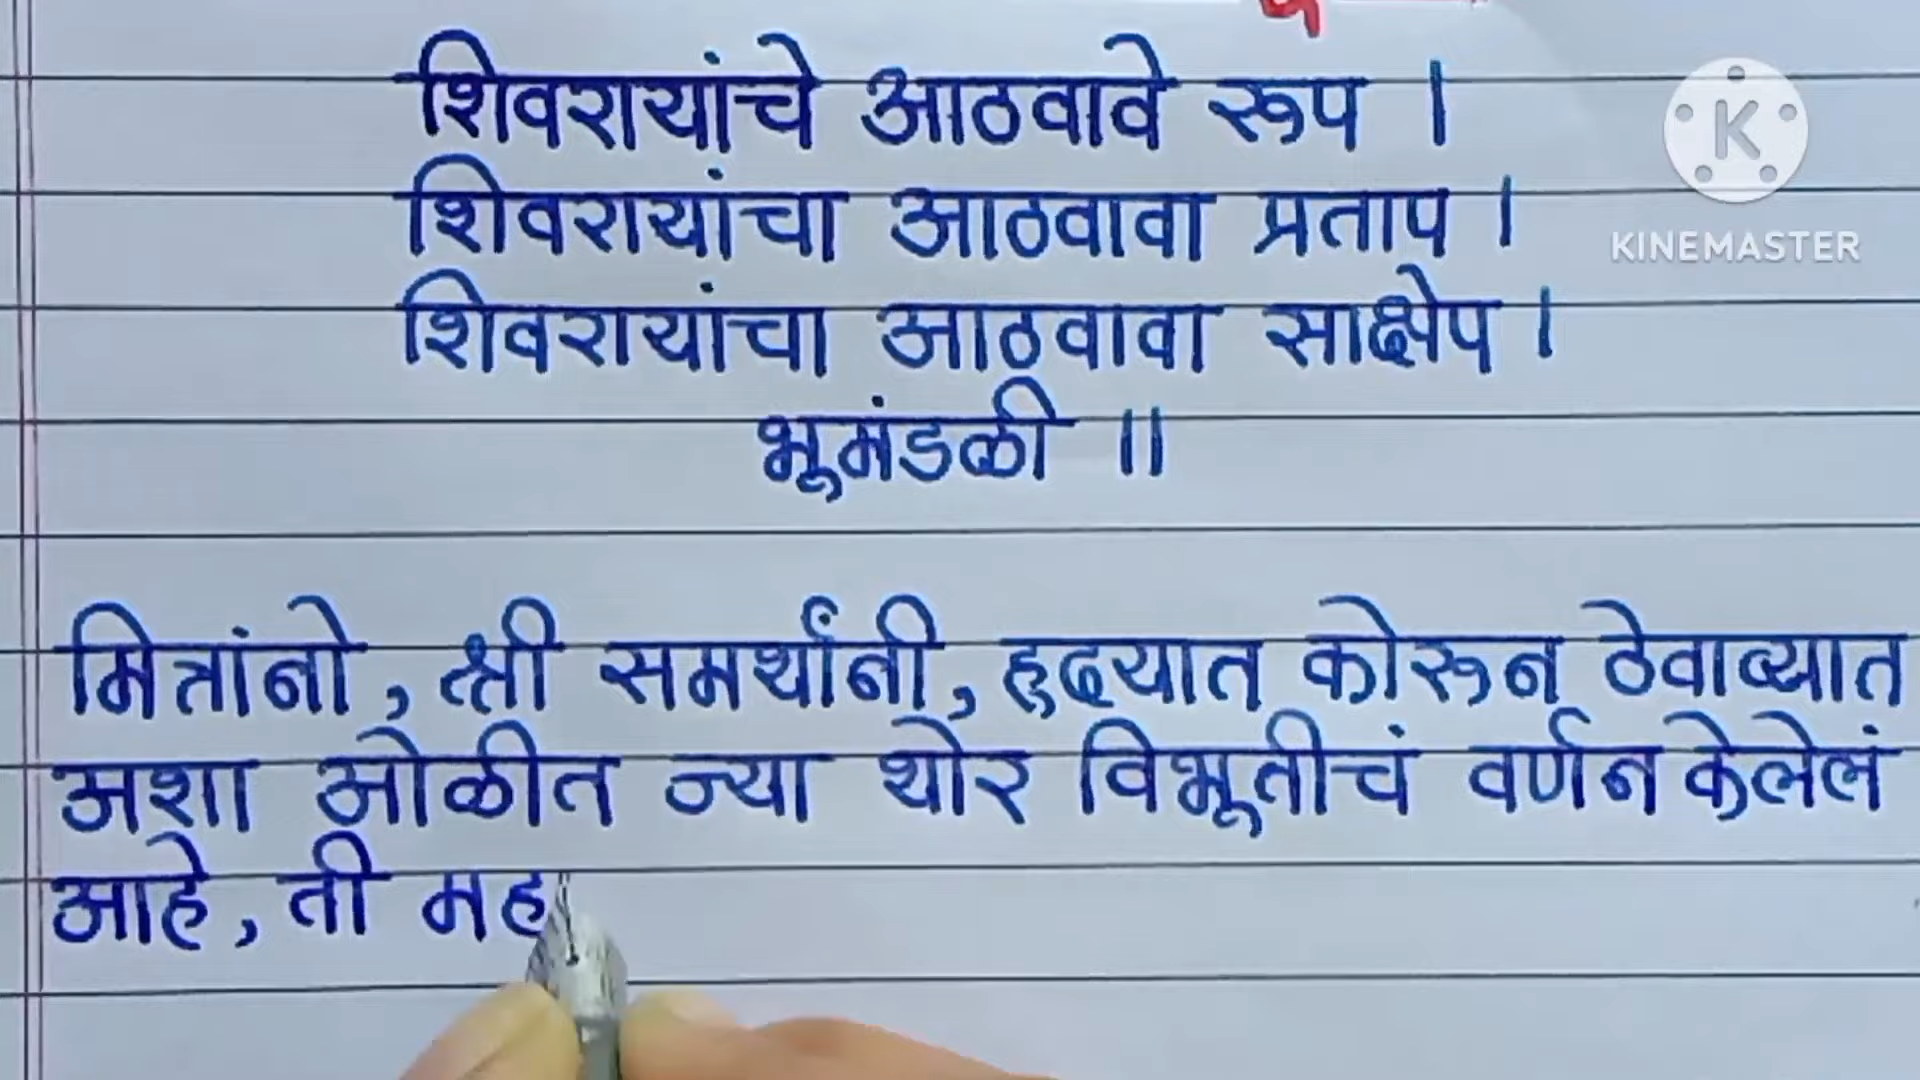 शिवरायांचे आठवावे रूप ।
शिवरायांचा आठवावा प्रताप ।
शिवरायांचा आठवावा साक्षेप ।
भूमंडळी ॥
मित्रांनो, श्री समर्थांनी, हृदयात कोरून ठेवाव्यात
अशा ओळीत ज्या थोर विभूतीचं वर्णन केलेलं
आहे, ती मह
KINEMASTER